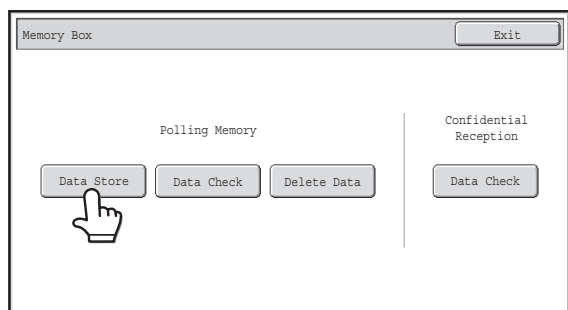 Memory Box
Exit
Polling Memory
Confidential
Reception
Data Store
Data Check
Delete Data
Data Check